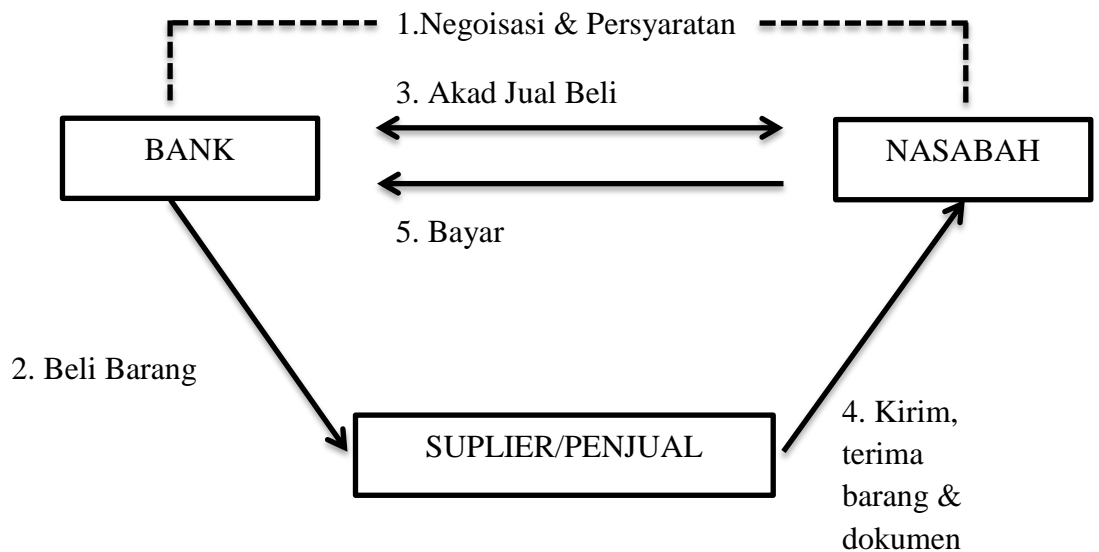 1.Negoisasi & Persyaratan
3. Akad Jual Beli
BANK
NASABAH
5. Bayar
2. Beli Barang
SUPLIER/PENJUAL
4. Kirim,
terima
barang &
dokumen